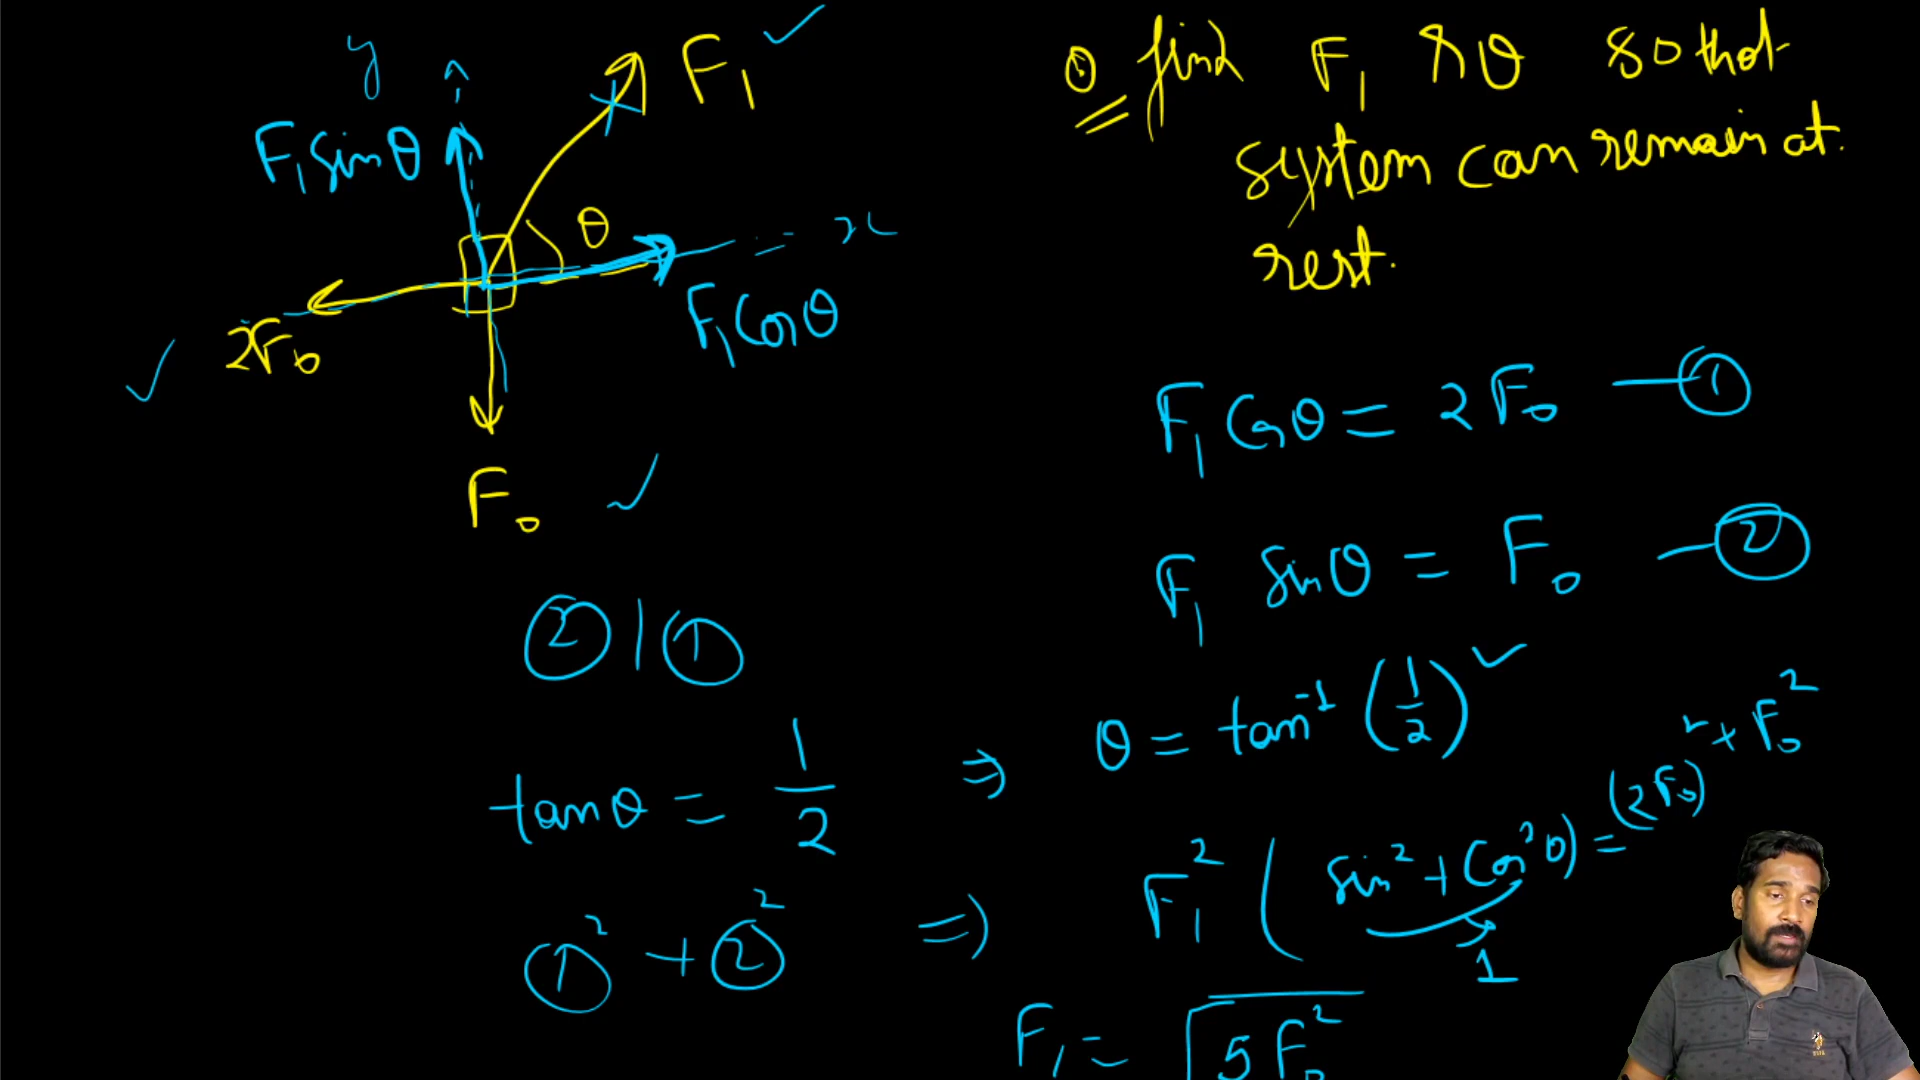 y
F₁ ✓
F₁ sinθ
θ
x
F₁ Cosθ
2F₀ ✓
F₀ ✓
Q find F₁ & θ so that
system can remain at
rest.
F₁ Cosθ = 2F₀ — ①
F₁ sinθ = F₀ — ②
② / ①
tanθ = 1/2 ⇒ θ = tan⁻¹ (1/2) ✓
①² + ②² ⇒ F₁² (sin² + Cos²θ) = (2F₀)² + F₀²
1
F₁ = √5F₀²